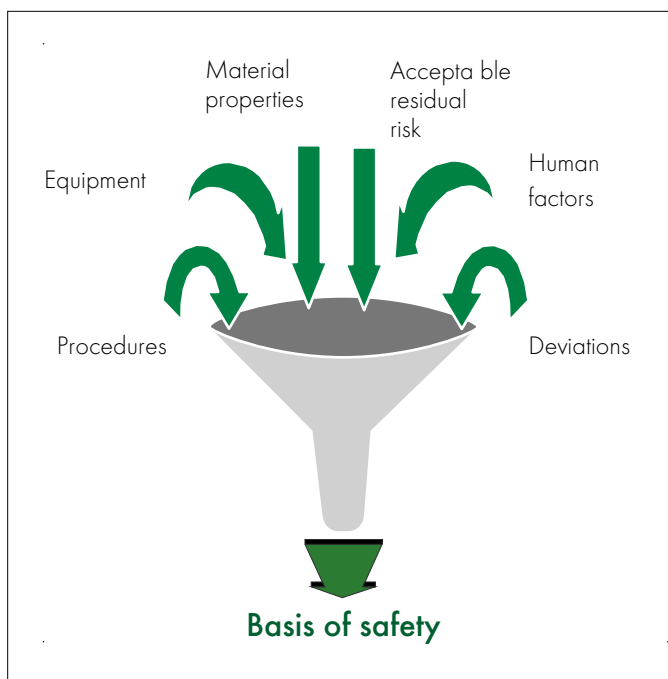 Material
properties
Accepta ble
residual
risk
Equipment
Human
factors
Procedures
Deviations
Basis of safety